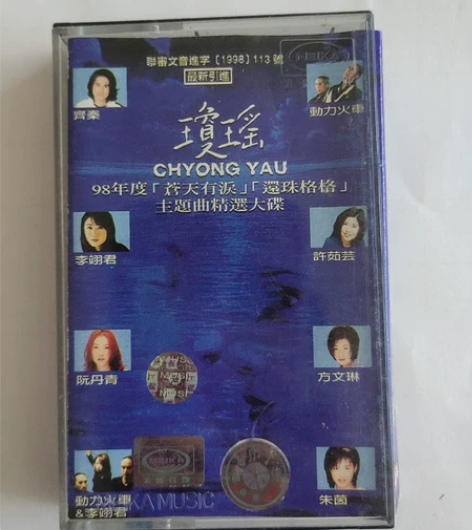 聯審文音進字〔1998〕113號
最新引進
齊秦
動力火車
瓊瑤
CHYONG YAU
98年度「蒼天有淚」「還珠格格」
主題曲精選大碟
李翊君
許茹芸
阮丹青
方文琳
動力火車
&李翊君
朱茵